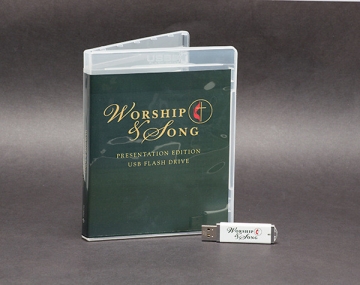 WORSHIP
& SONG
PRESENTATION EDITION
USB FLASH DRIVE
WORSHIP
& SONG